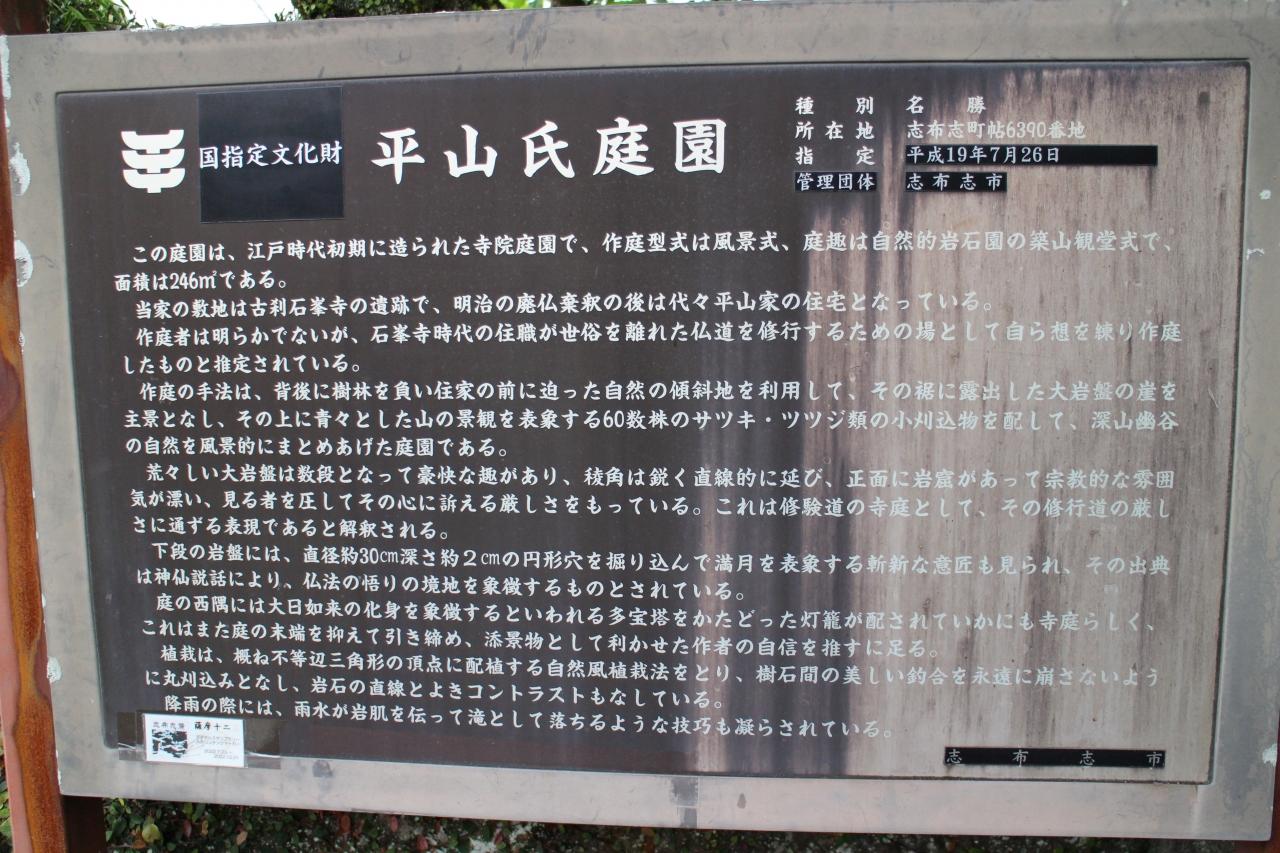 国指定文化財
平山氏庭園
種別 名勝
所在地 志布志町帖6390番地
指定 平成19年7月26日
管理団体 志布志市
この庭園は、江戸時代初期に造られた寺院庭園で、作庭型式は風景式、庭趣は自然的岩石園の築山観堂式で、
面積は246㎡である。
当家の敷地は古利石峯寺の遺跡で、明治の廃仏棄釈の後は代々平山家の住宅となっている。
作庭者は明らかでないが、石峯寺時代の住職が世俗を離れた仏道を修行するための場として自ら想を練り作庭
したものと推定されている。
作庭の手法は、背後に樹林を負い住家の前に迫った自然の傾斜地を利用して、その裾に露出した大岩盤の崖を
主景となし、その上に青々とした山の景観を表象する60数株のサツキ・ツツジ類の小刈込物を配して、深山幽谷
の自然を風景的にまとめあげた庭園である。
荒々しい大岩盤は数段となって豪快な趣があり、稜角は鋭く直線的に延び、正面に岩窟があって宗教的な雰囲
気が漂い、見る者を圧してその心に訴える厳しさをもっている。これは修験道の寺庭として、その修行道の厳し
さに通ずる表現であると解釈される。
下段の岩盤には、直径約30㎝深さ約２㎝の円形穴を掘り込んで満月を表象する斬新な意匠も見られ、その出典
は神仙説話により、仏法の悟りの境地を象徴するものとされている。
庭の西隅には大日如来の化身を象徴するといわれる多宝塔をかたどった灯籠が配されていかにも寺庭らしく、
これはまた庭の末端を抑えて引き締め、添景物として利かせた作者の自信を推すに足る。
植栽は、概ね不等辺三角形の頂点に配植する自然風植栽法をとり、樹石間の美しい釣合を永遠に崩さないよう
に丸刈込みとなし、岩石の直線とよきコントラストもなしている。
降雨の際には、雨水が岩肌を伝って滝として落ちるような技巧も凝らされている。
志布志市
薩摩十二